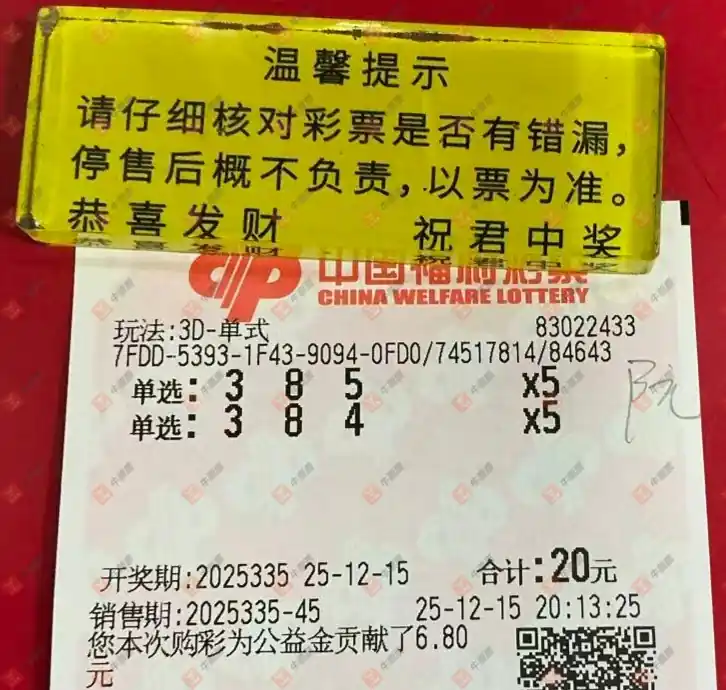 温馨提示
请仔细核对彩票是否有错漏,
停售后概不负责,以票为准。
恭喜发财 祝君中奖
中国福利彩票
CHINA WELFARE LOTTERY
玩法:3D-单式 83022433
7FDD-5393-1F43-9094-0FD0/74517814/84643
单选: 3 8 5 x5
单选: 3 8 4 x5
阮
开奖期:2025335 25-12-15 合计:20元
销售期:2025335-45 25-12-15 20:13:25
您本次购彩为公益金贡献了6.80
元